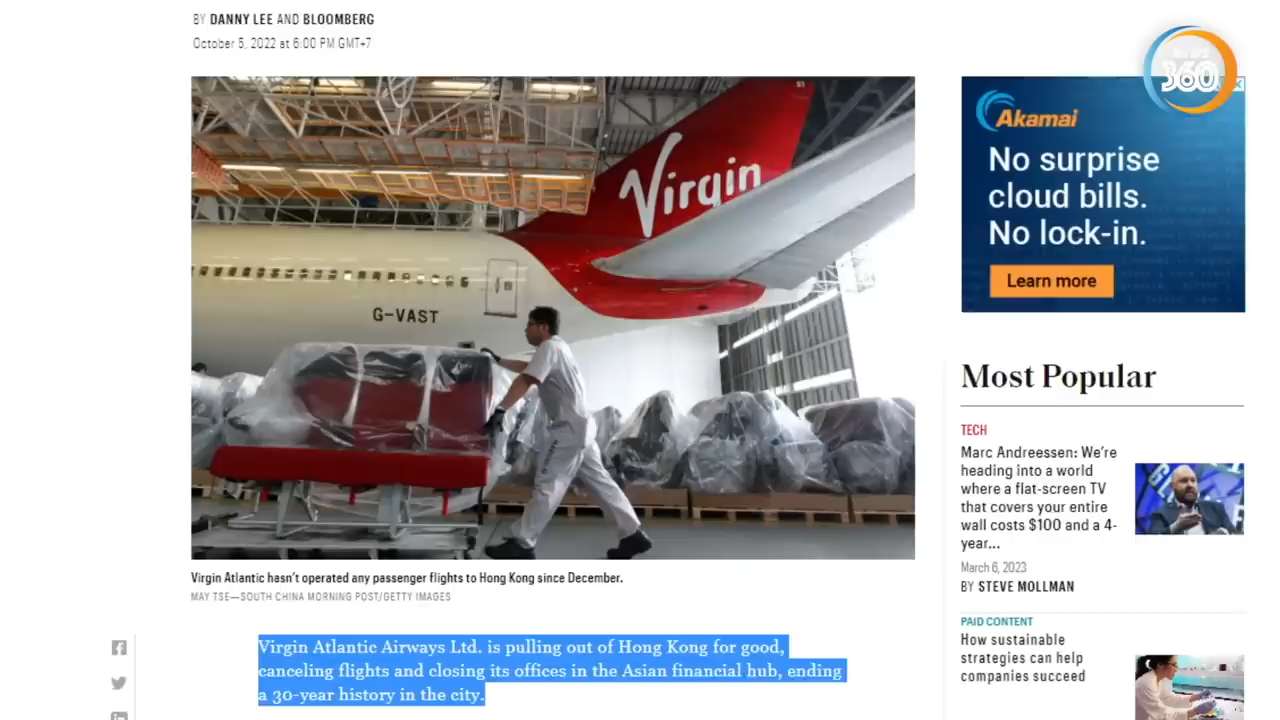 BY DANNY LEE AND BLOOMBERG
October 5, 2022 at 6:00 PM GMT+7
360
Akamai
No surprise
cloud bills.
No lock-in.
Learn more
Virgin
G-VAST
Virgin Atlantic hasn't operated any passenger flights to Hong Kong since December.
MAY TSE—SOUTH CHINA MORNING POST/GETTY IMAGES
Virgin Atlantic Airways Ltd. is pulling out of Hong Kong for good,
canceling flights and closing its offices in the Asian financial hub, ending
a 30-year history in the city.
Most Popular
TECH
Marc Andreessen: We're
heading into a world
where a flat-screen TV
that covers your entire
wall costs $100 and a 4-
year...
March 6, 2023
BY STEVE MOLLMAN
PAID CONTENT
How sustainable
strategies can help
companies succeed